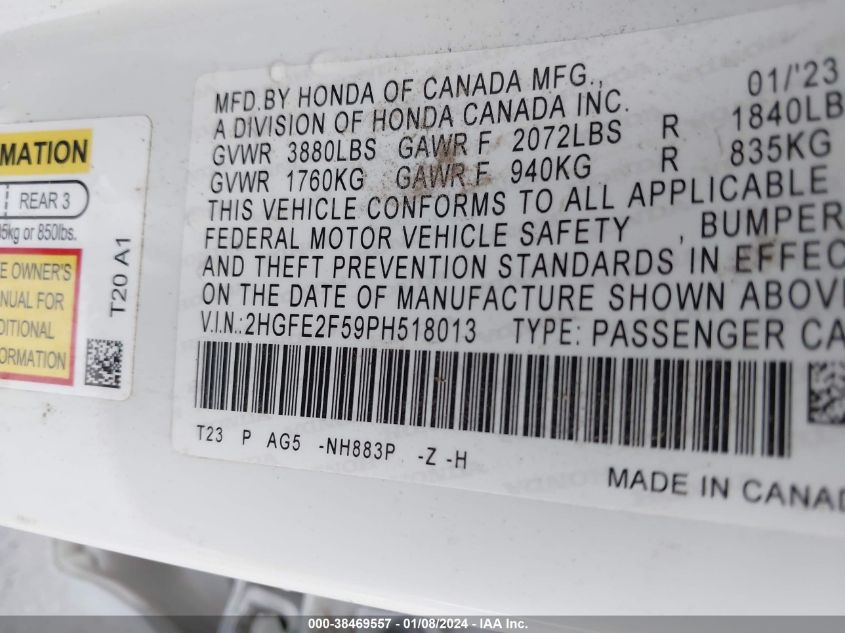 MATION
REAR 3
5kg or 850lbs.
E OWNER'S
NUAL FOR
DITIONAL
ORMATION
T20 A1
MFD.BY HONDA OF CANADA MFG., 01/'23
A DIVISION OF HONDA CANADA INC.
GVWR 3880LBS GAWR F 2072LBS R 1840LB
GVWR 1760KG GAWR F 940KG R 835KG
THIS VEHICLE CONFORMS TO ALL APPLICABLE
FEDERAL MOTOR VEHICLE SAFETY , BUMPER
AND THEFT PREVENTION STANDARDS IN EFFEC
ON THE DATE OF MANUFACTURE SHOWN ABOV
V.I.N.:2HGFE2F59PH518013 TYPE: PASSENGER CA
T23 P AG5 -NH883P -Z -H
MADE IN CANAD
000-38469557 - 01/08/2024 - IAA Inc.